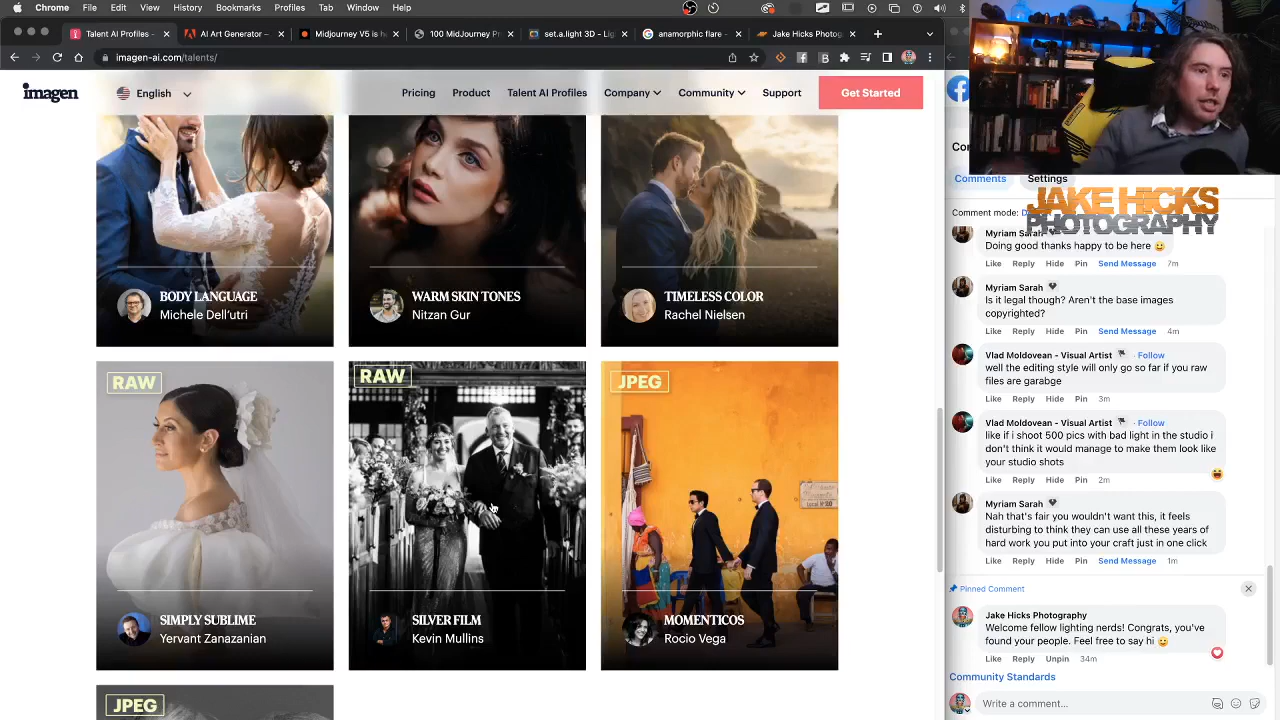 Chrome File Edit View History Bookmarks Profiles Tab Window Help
Talent AI Profiles -
AI Art Generator –
Midjourney V5 is h
100 MidJourney Pr
set.a.light 3D - Lig
anamorphic flare -
Jake Hicks Photog
imagen-ai.com/talents/
imagen
English
Pricing Product Talent AI Profiles Company Community Support Get Started
BODY LANGUAGE
Michele Dell'utri
WARM SKIN TONES
Nitzan Gur
TIMELESS COLOR
Rachel Nielsen
RAW
SIMPLY SUBLIME
Yervant Zanazanian
RAW
SILVER FILM
Kevin Mullins
JPEG
MOMENTICOS
Rocio Vega
JPEG
Comments Settings
JAKE HICKS
PHOTOGRAPHY
Comment mode:
Myriam Sarah
Doing good thanks happy to be here
Like Reply Hide Pin Send Message 7m
Myriam Sarah
Is it legal though? Aren't the base images
copyrighted?
Like Reply Hide Pin Send Message 4m
Vlad Moldovean - Visual Artist · Follow
well the editing style will only go so far if you raw
files are garabge
Like Reply Hide Pin 3m
Vlad Moldovean - Visual Artist · Follow
like if i shoot 500 pics with bad light in the studio i
don't think it would manage to make them look like
your studio shots
Like Reply Hide Pin 2m
Myriam Sarah
Nah that's fair you wouldn't want this, it feels
disturbing to think they can use all these years of
hard work you put into your craft just in one click
Like Reply Hide Pin Send Message 1m
Pinned Comment
Jake Hicks Photography
Welcome fellow lighting nerds! Congrats, you've
found your people. Feel free to say hi
Like Reply Unpin 34m
Community Standards
Write a comment...